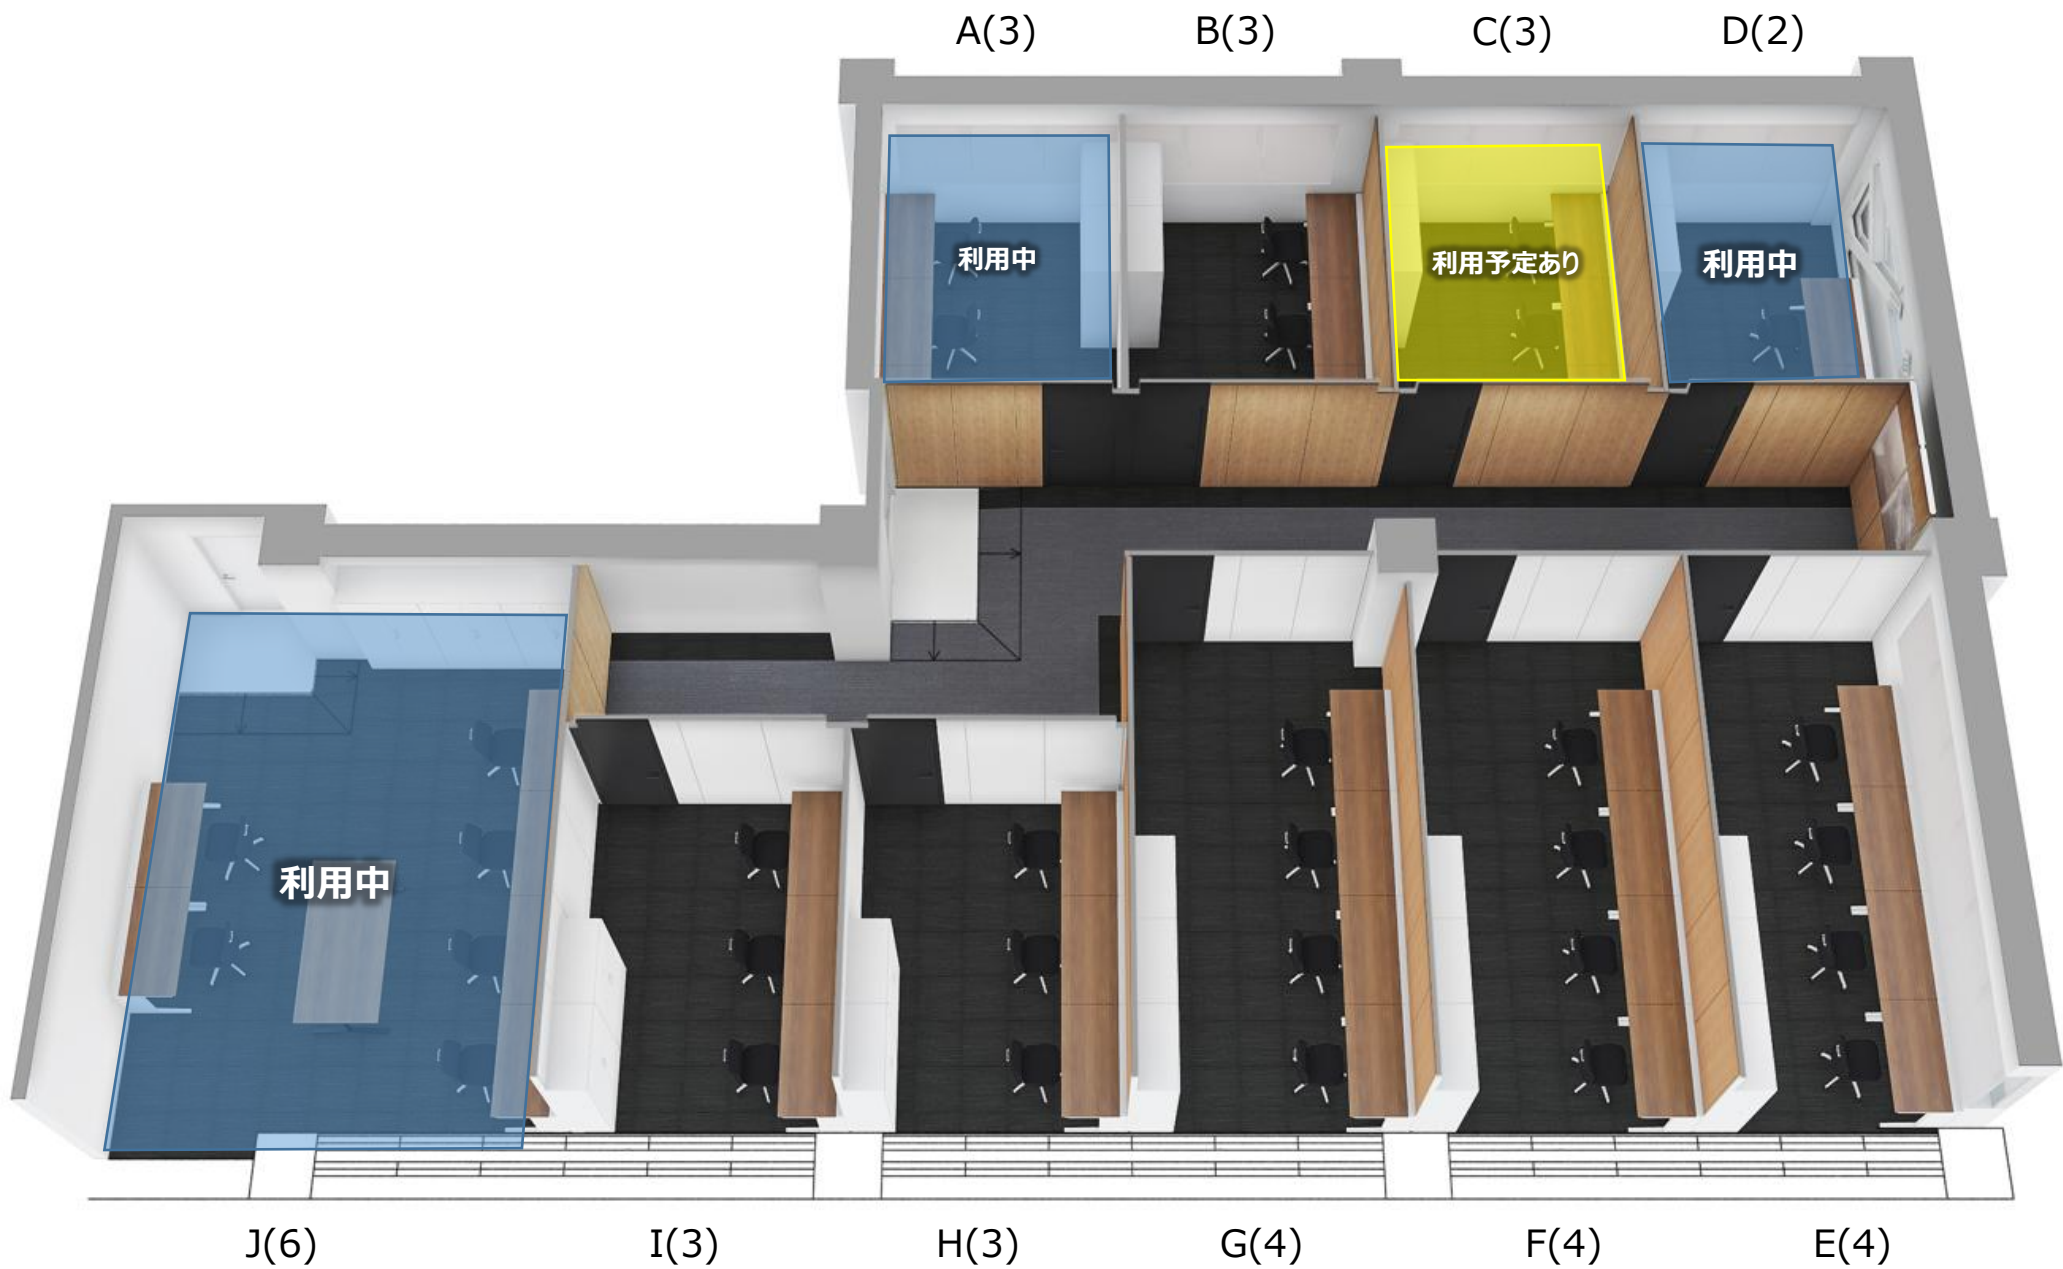 A(3) B(3) C(3) D(2)
利用中 利用予定あり 利用中
利用中
J(6) I(3) H(3) G(4) F(4) E(4)